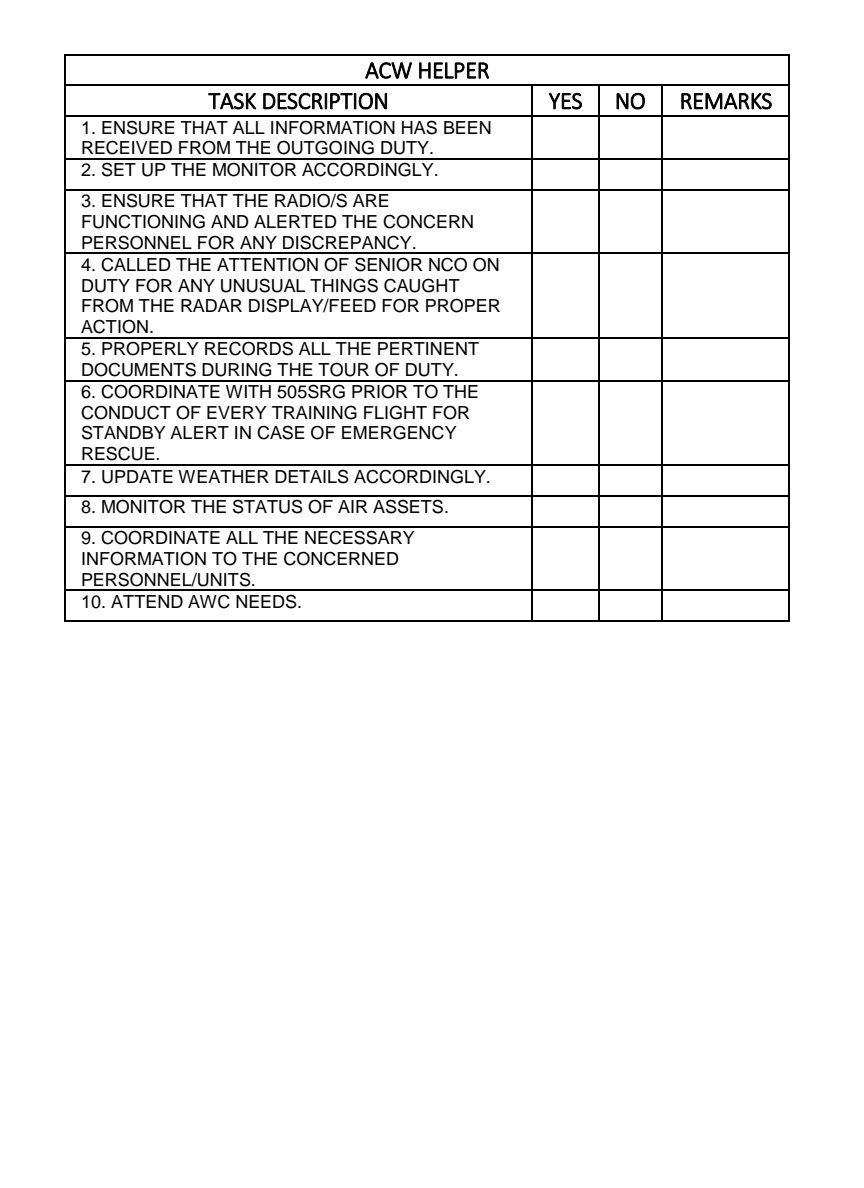 ACW HELPER
TASK DESCRIPTION YES NO REMARKS
1. ENSURE THAT ALL INFORMATION HAS BEEN
RECEIVED FROM THE OUTGOING DUTY.
2. SET UP THE MONITOR ACCORDINGLY.
3. ENSURE THAT THE RADIO/S ARE
FUNCTIONING AND ALERTED THE CONCERN
PERSONNEL FOR ANY DISCREPANCY.
4. CALLED THE ATTENTION OF SENIOR NCO ON
DUTY FOR ANY UNUSUAL THINGS CAUGHT
FROM THE RADAR DISPLAY/FEED FOR PROPER
ACTION.
5. PROPERLY RECORDS ALL THE PERTINENT
DOCUMENTS DURING THE TOUR OF DUTY.
6. COORDINATE WITH 505SRG PRIOR TO THE
CONDUCT OF EVERY TRAINING FLIGHT FOR
STANDBY ALERT IN CASE OF EMERGENCY
RESCUE.
7. UPDATE WEATHER DETAILS ACCORDINGLY.
8. MONITOR THE STATUS OF AIR ASSETS.
9. COORDINATE ALL THE NECESSARY
INFORMATION TO THE CONCERNED
PERSONNEL/UNITS.
10. ATTEND AWC NEEDS.